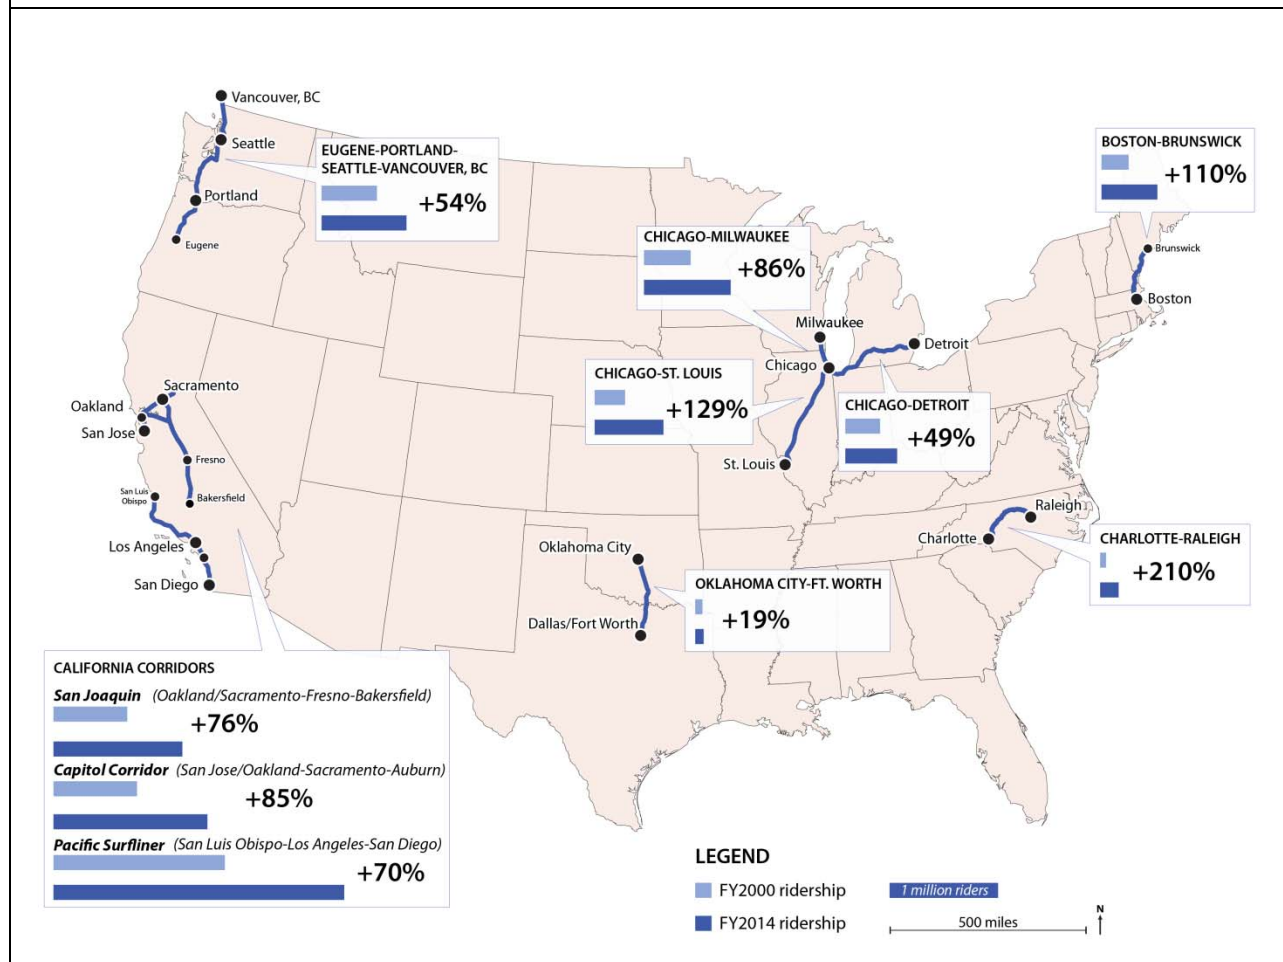 Vancouver, BC
Seattle
Portland
Eugene
EUGENE-PORTLAND-
SEATTLE-VANCOUVER, BC
+54%
BOSTON-BRUNSWICK
+110%
Brunswick
Boston
CHICAGO-MILWAUKEE
+86%
Milwaukee
Detroit
Chicago
CHICAGO-ST. LOUIS
+129%
CHICAGO-DETROIT
+49%
St. Louis
Sacramento
Oakland
San Jose
Fresno
San Luis
Obispo
Bakersfield
Los Angeles
San Diego
Raleigh
Charlotte
CHARLOTTE-RALEIGH
+210%
Oklahoma City
Dallas/Fort Worth
OKLAHOMA CITY-FT. WORTH
+19%
CALIFORNIA CORRIDORS
San Joaquin (Oakland/Sacramento-Fresno-Bakersfield)
+76%
Capitol Corridor (San Jose/Oakland-Sacramento-Auburn)
+85%
Pacific Surfliner (San Luis Obispo-Los Angeles-San Diego)
+70%
LEGEND
FY2000 ridership
1 million riders
FY2014 ridership
500 miles
N